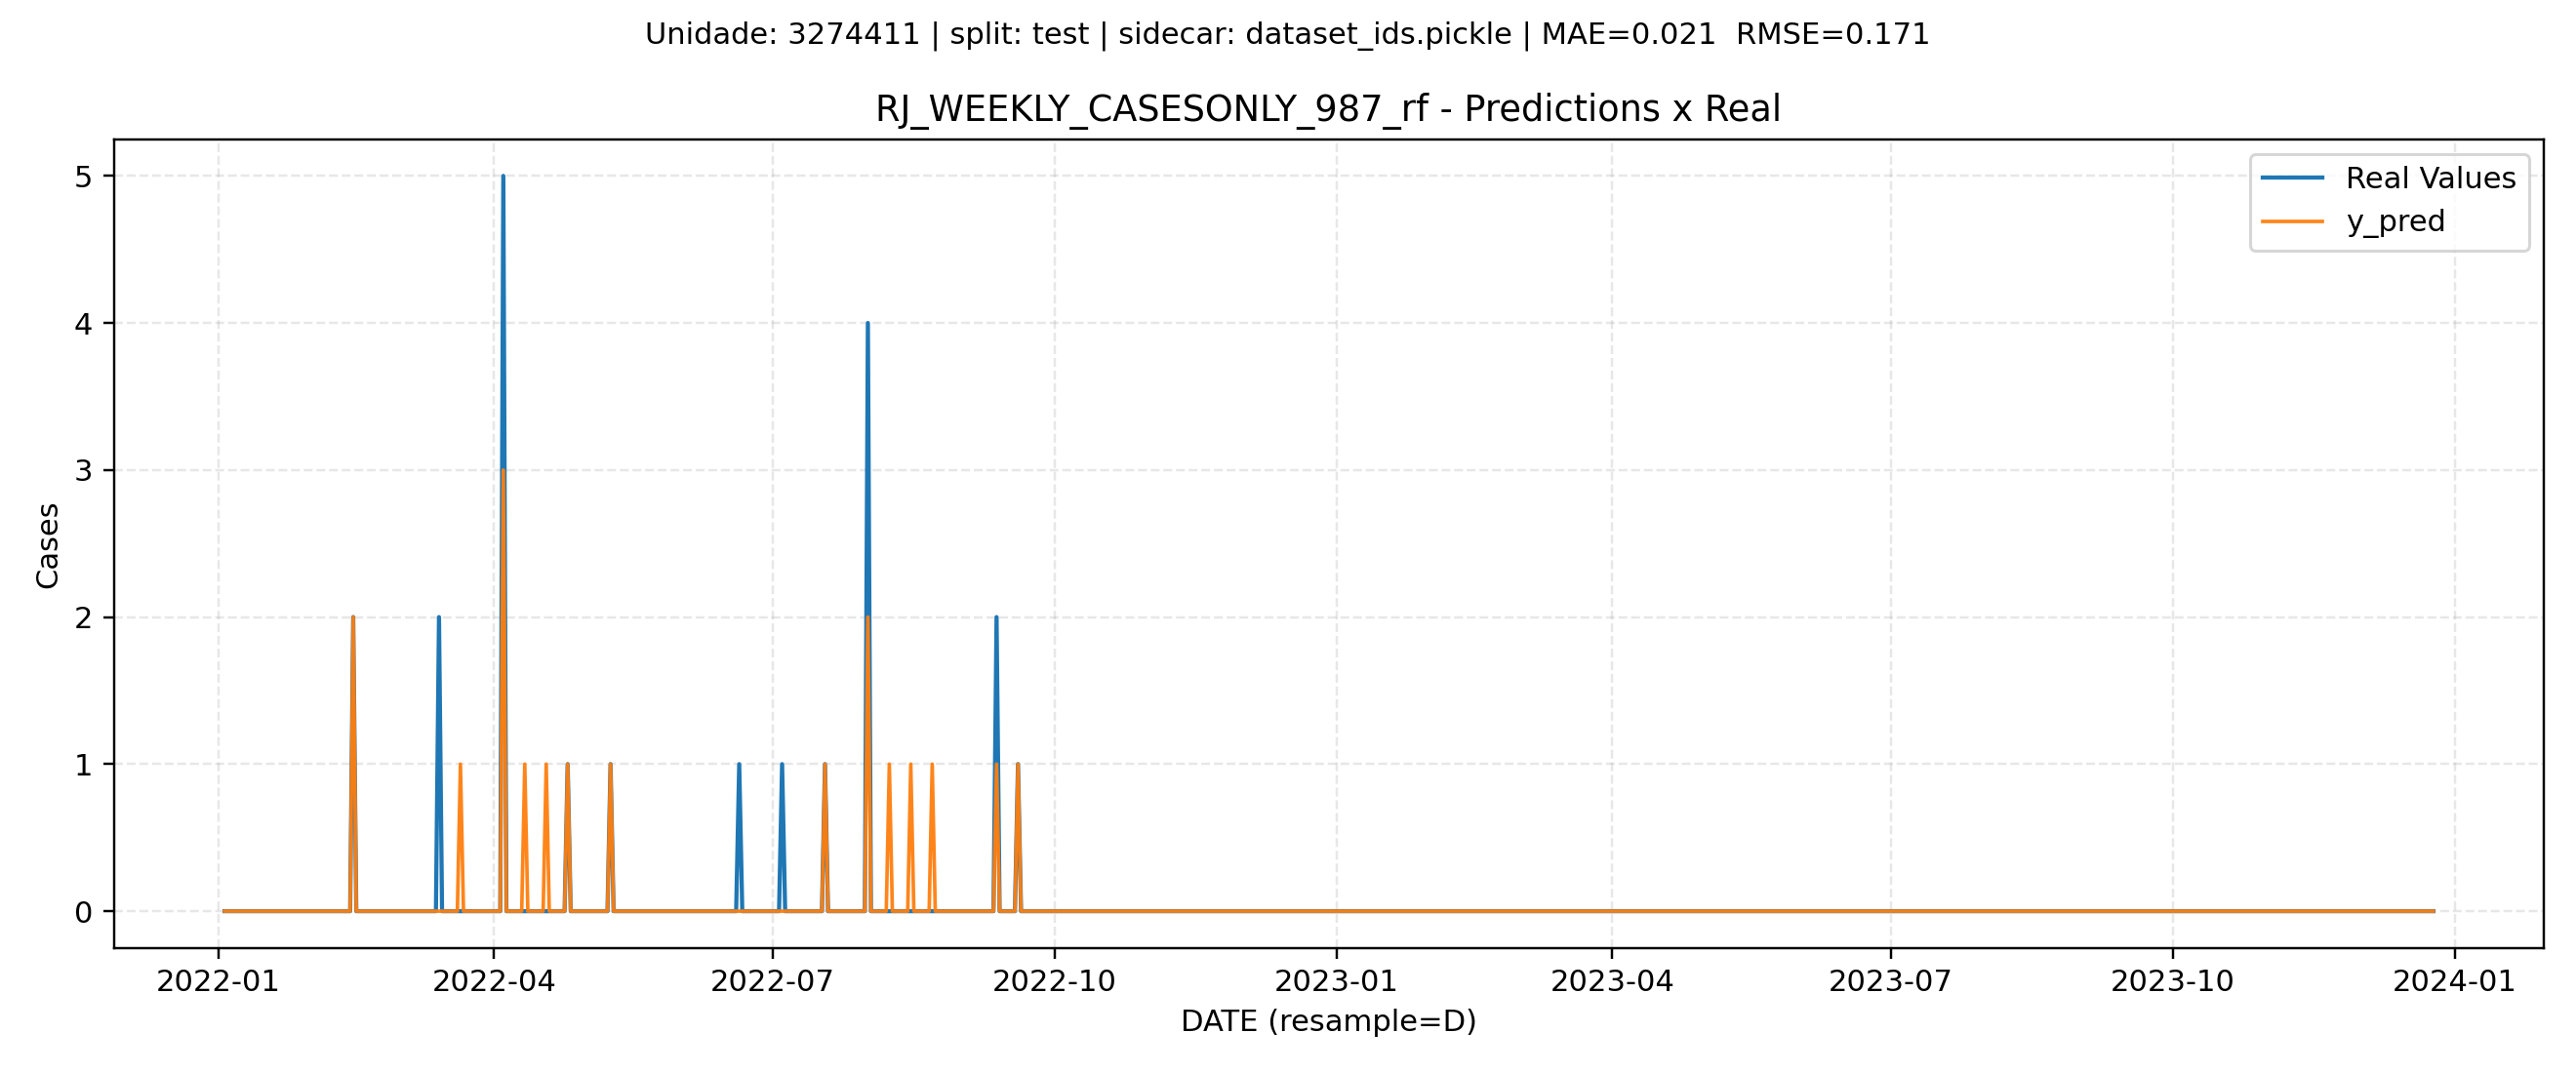 Unidade: 3274411 | split: test | sidecar: dataset_ids.pickle | MAE=0.021  RMSE=0.171
RJ_WEEKLY_CASESONLY_987_rf - Predictions x Real
Real Values
y_pred
5
4
3
2
1
0
Cases
2022-01
2022-04
2022-07
2022-10
2023-01
2023-04
2023-07
2023-10
2024-01
DATE (resample=D)